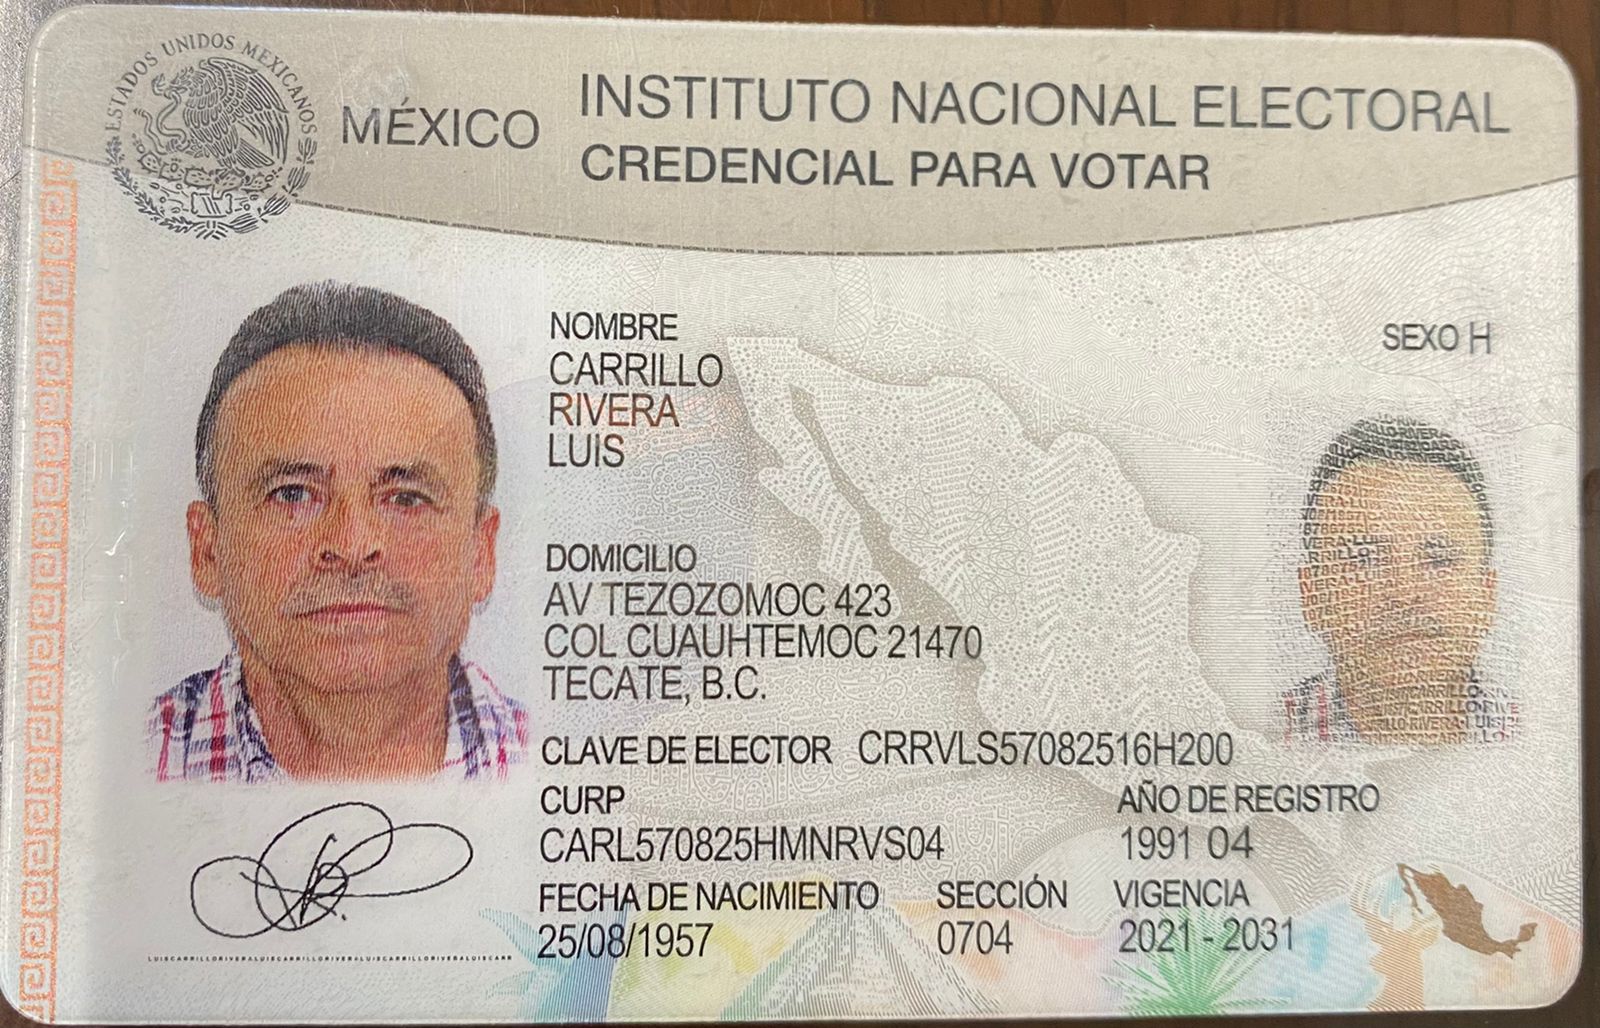 ESTADOS UNIDOS MEXICANOS
MÉXICO
INSTITUTO NACIONAL ELECTORAL
CREDENCIAL PARA VOTAR
NOMBRE
CARRILLO
RIVERA
LUIS
SEXO H
DOMICILIO
AV TEZOZOMOC 423
COL CUAUHTEMOC 21470
TECATE, B.C.
CLAVE DE ELECTOR CRRVLS57082516H200
CURP
CARL570825HMNRVS04
AÑO DE REGISTRO
1991 04
FECHA DE NACIMIENTO
25/08/1957
SECCIÓN
0704
VIGENCIA
2021 - 2031
LUISCARRILLORIVERALUISCARRILLORIVERALUISCARRILLORIVERALUISCARR